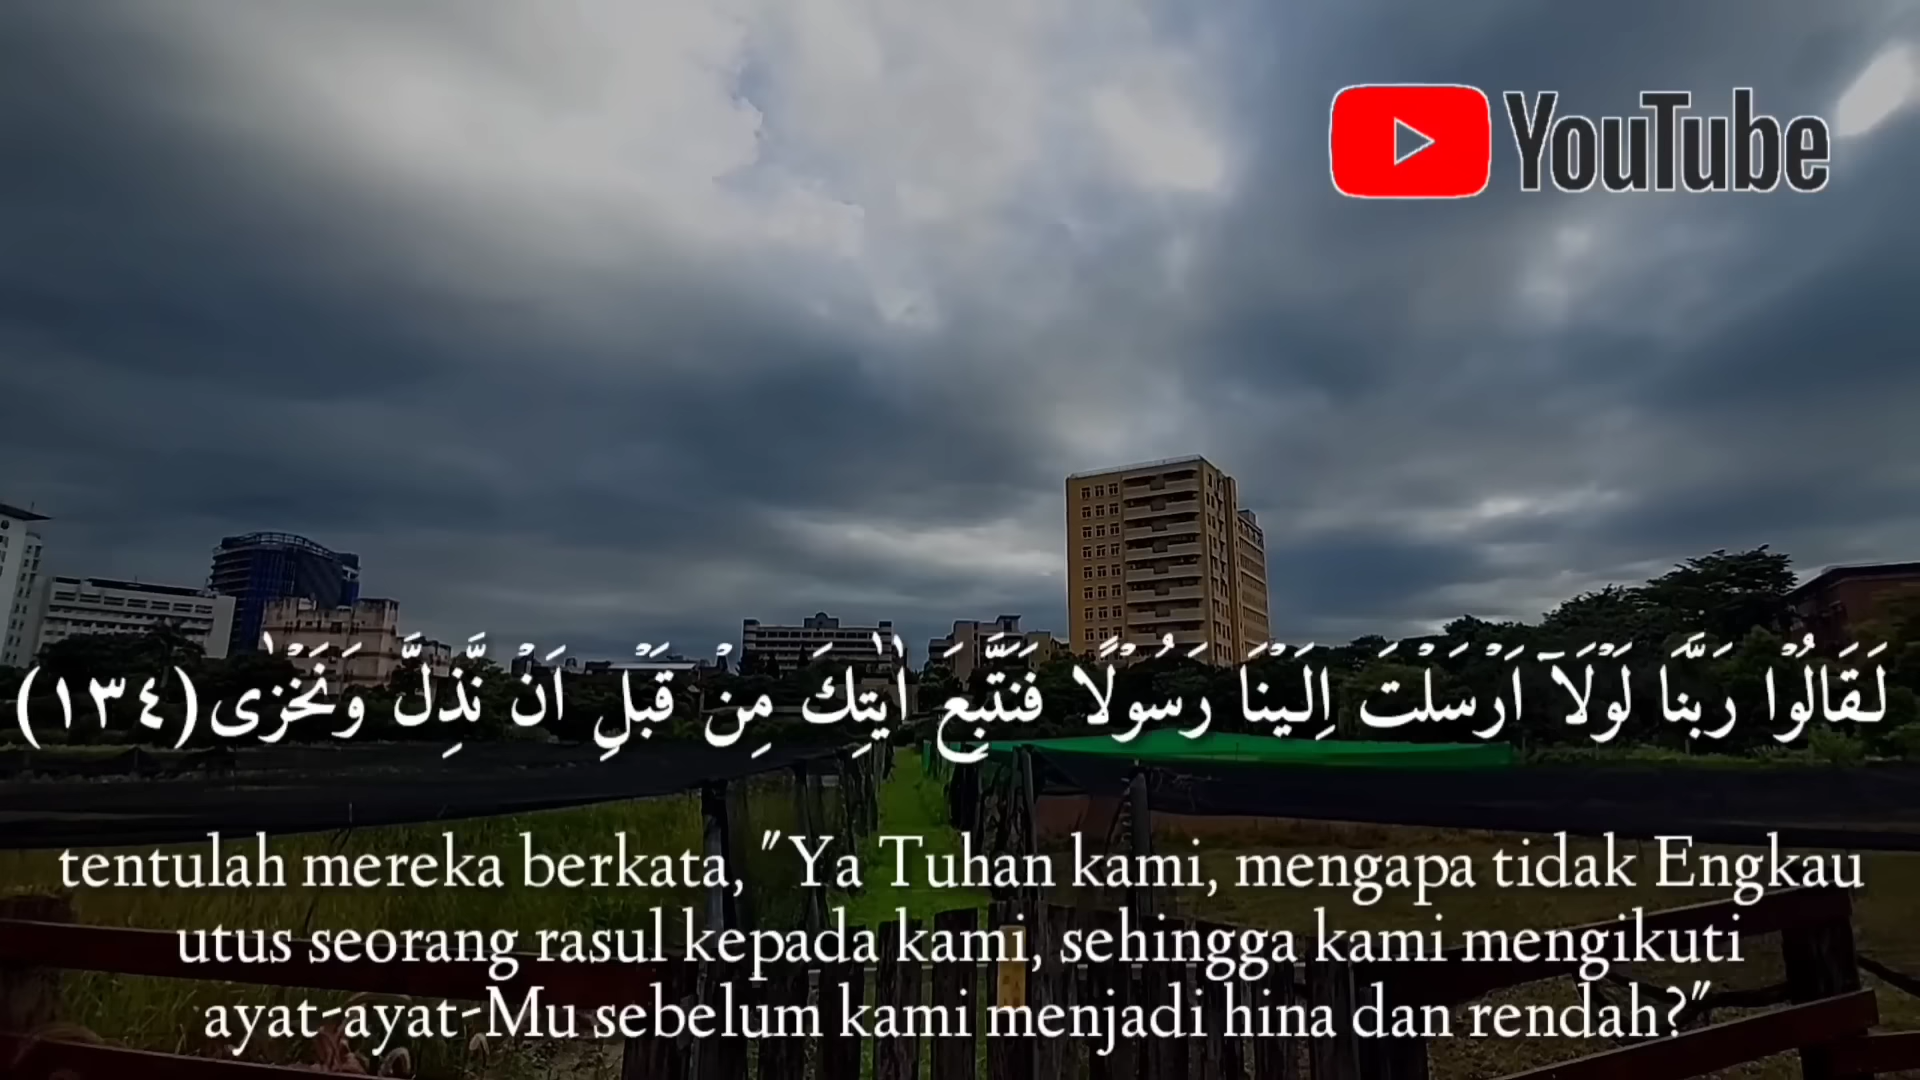 YouTube
لَقَالُوْا رَبَّنَا لَوْلَآ اَرْسَلْتَ اِلَيْنَا رَسُوْلًا فَنَتَّبِعَ اٰيٰتِكَ مِنْ قَبْلِ اَنْ نَّذِلَّ وَنَخْزٰى(١٣٤)
tentulah mereka berkata, "Ya Tuhan kami, mengapa tidak Engkau
utus seorang rasul kepada kami, sehingga kami mengikuti
ayat-ayat-Mu sebelum kami menjadi hina dan rendah?"